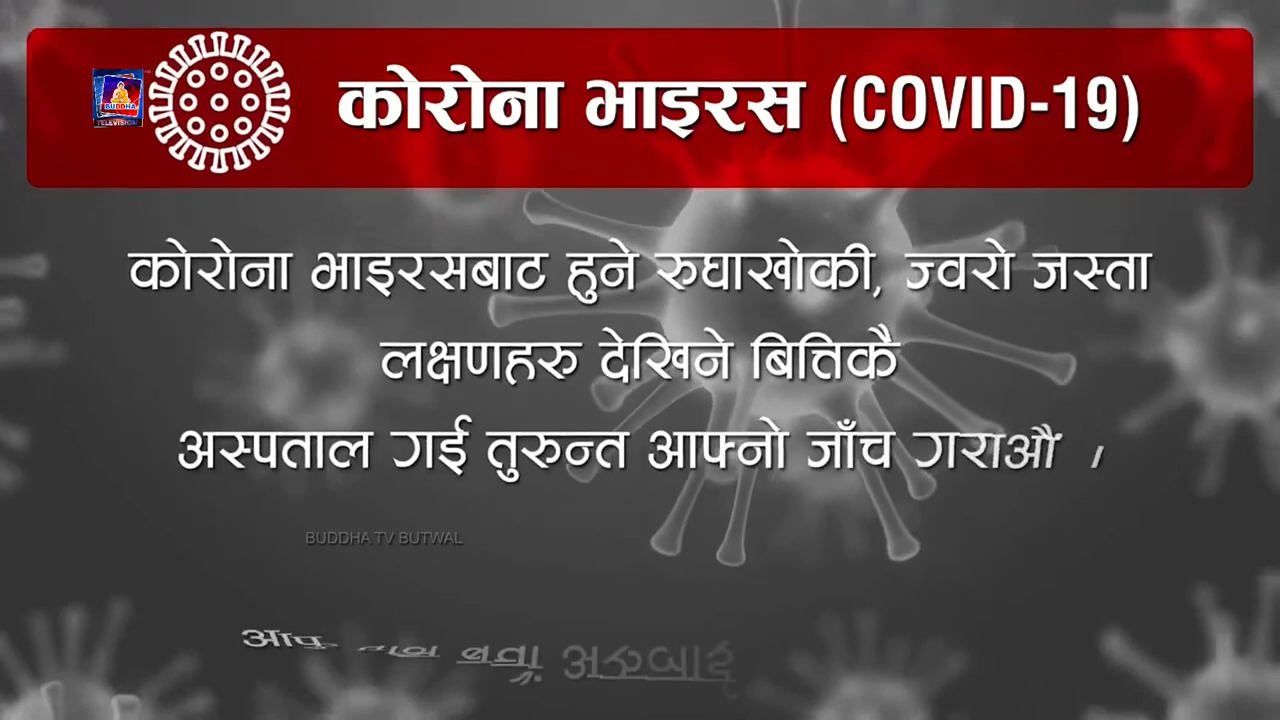 कोरोना भाइरस (COVID-19)
BUDDHA
TELEVISION
कोरोना भाइरसबाट हुने रुघाखोकी, ज्वरो जस्ता
लक्षणहरु देखिने बित्तिकै
अस्पताल गई तुरुन्त आफ्नो जाँच गराऔ ।
BUDDHA TV BUTWAL